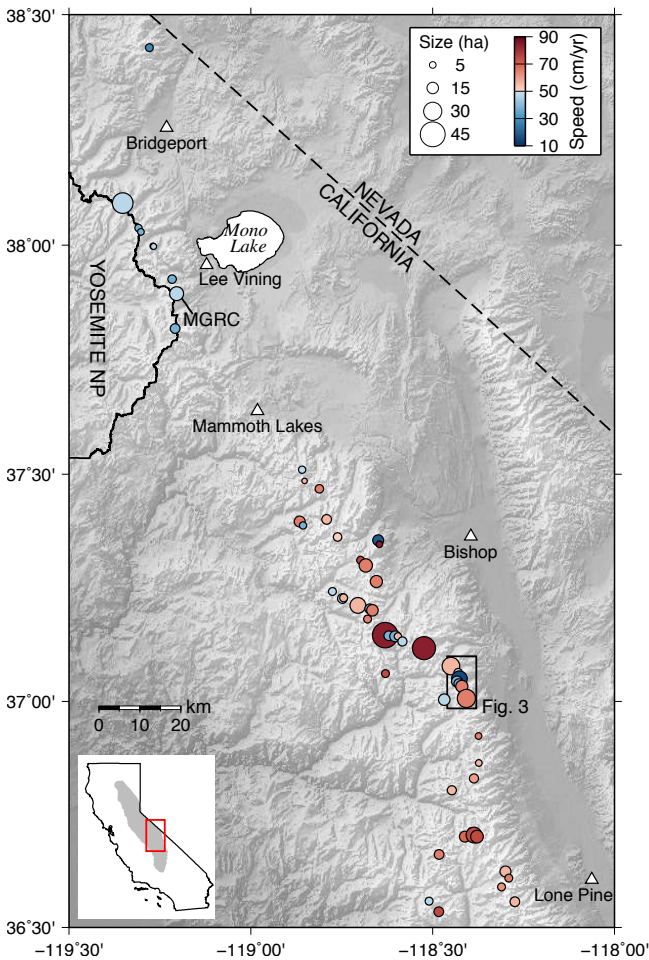 38°30'
38°00'
37°30'
37°00'
36°30'
−119°30'
−119°00'
−118°30'
−118°00'
Size (ha)
5
15
30
45
90
70
50
30
10
Speed (cm/yr)
Bridgeport
NEVADA
CALIFORNIA
Mono
Lake
Lee Vining
YOSEMITE NP
MGRC
Mammoth Lakes
Bishop
Fig. 3
km
0
10
20
Lone Pine